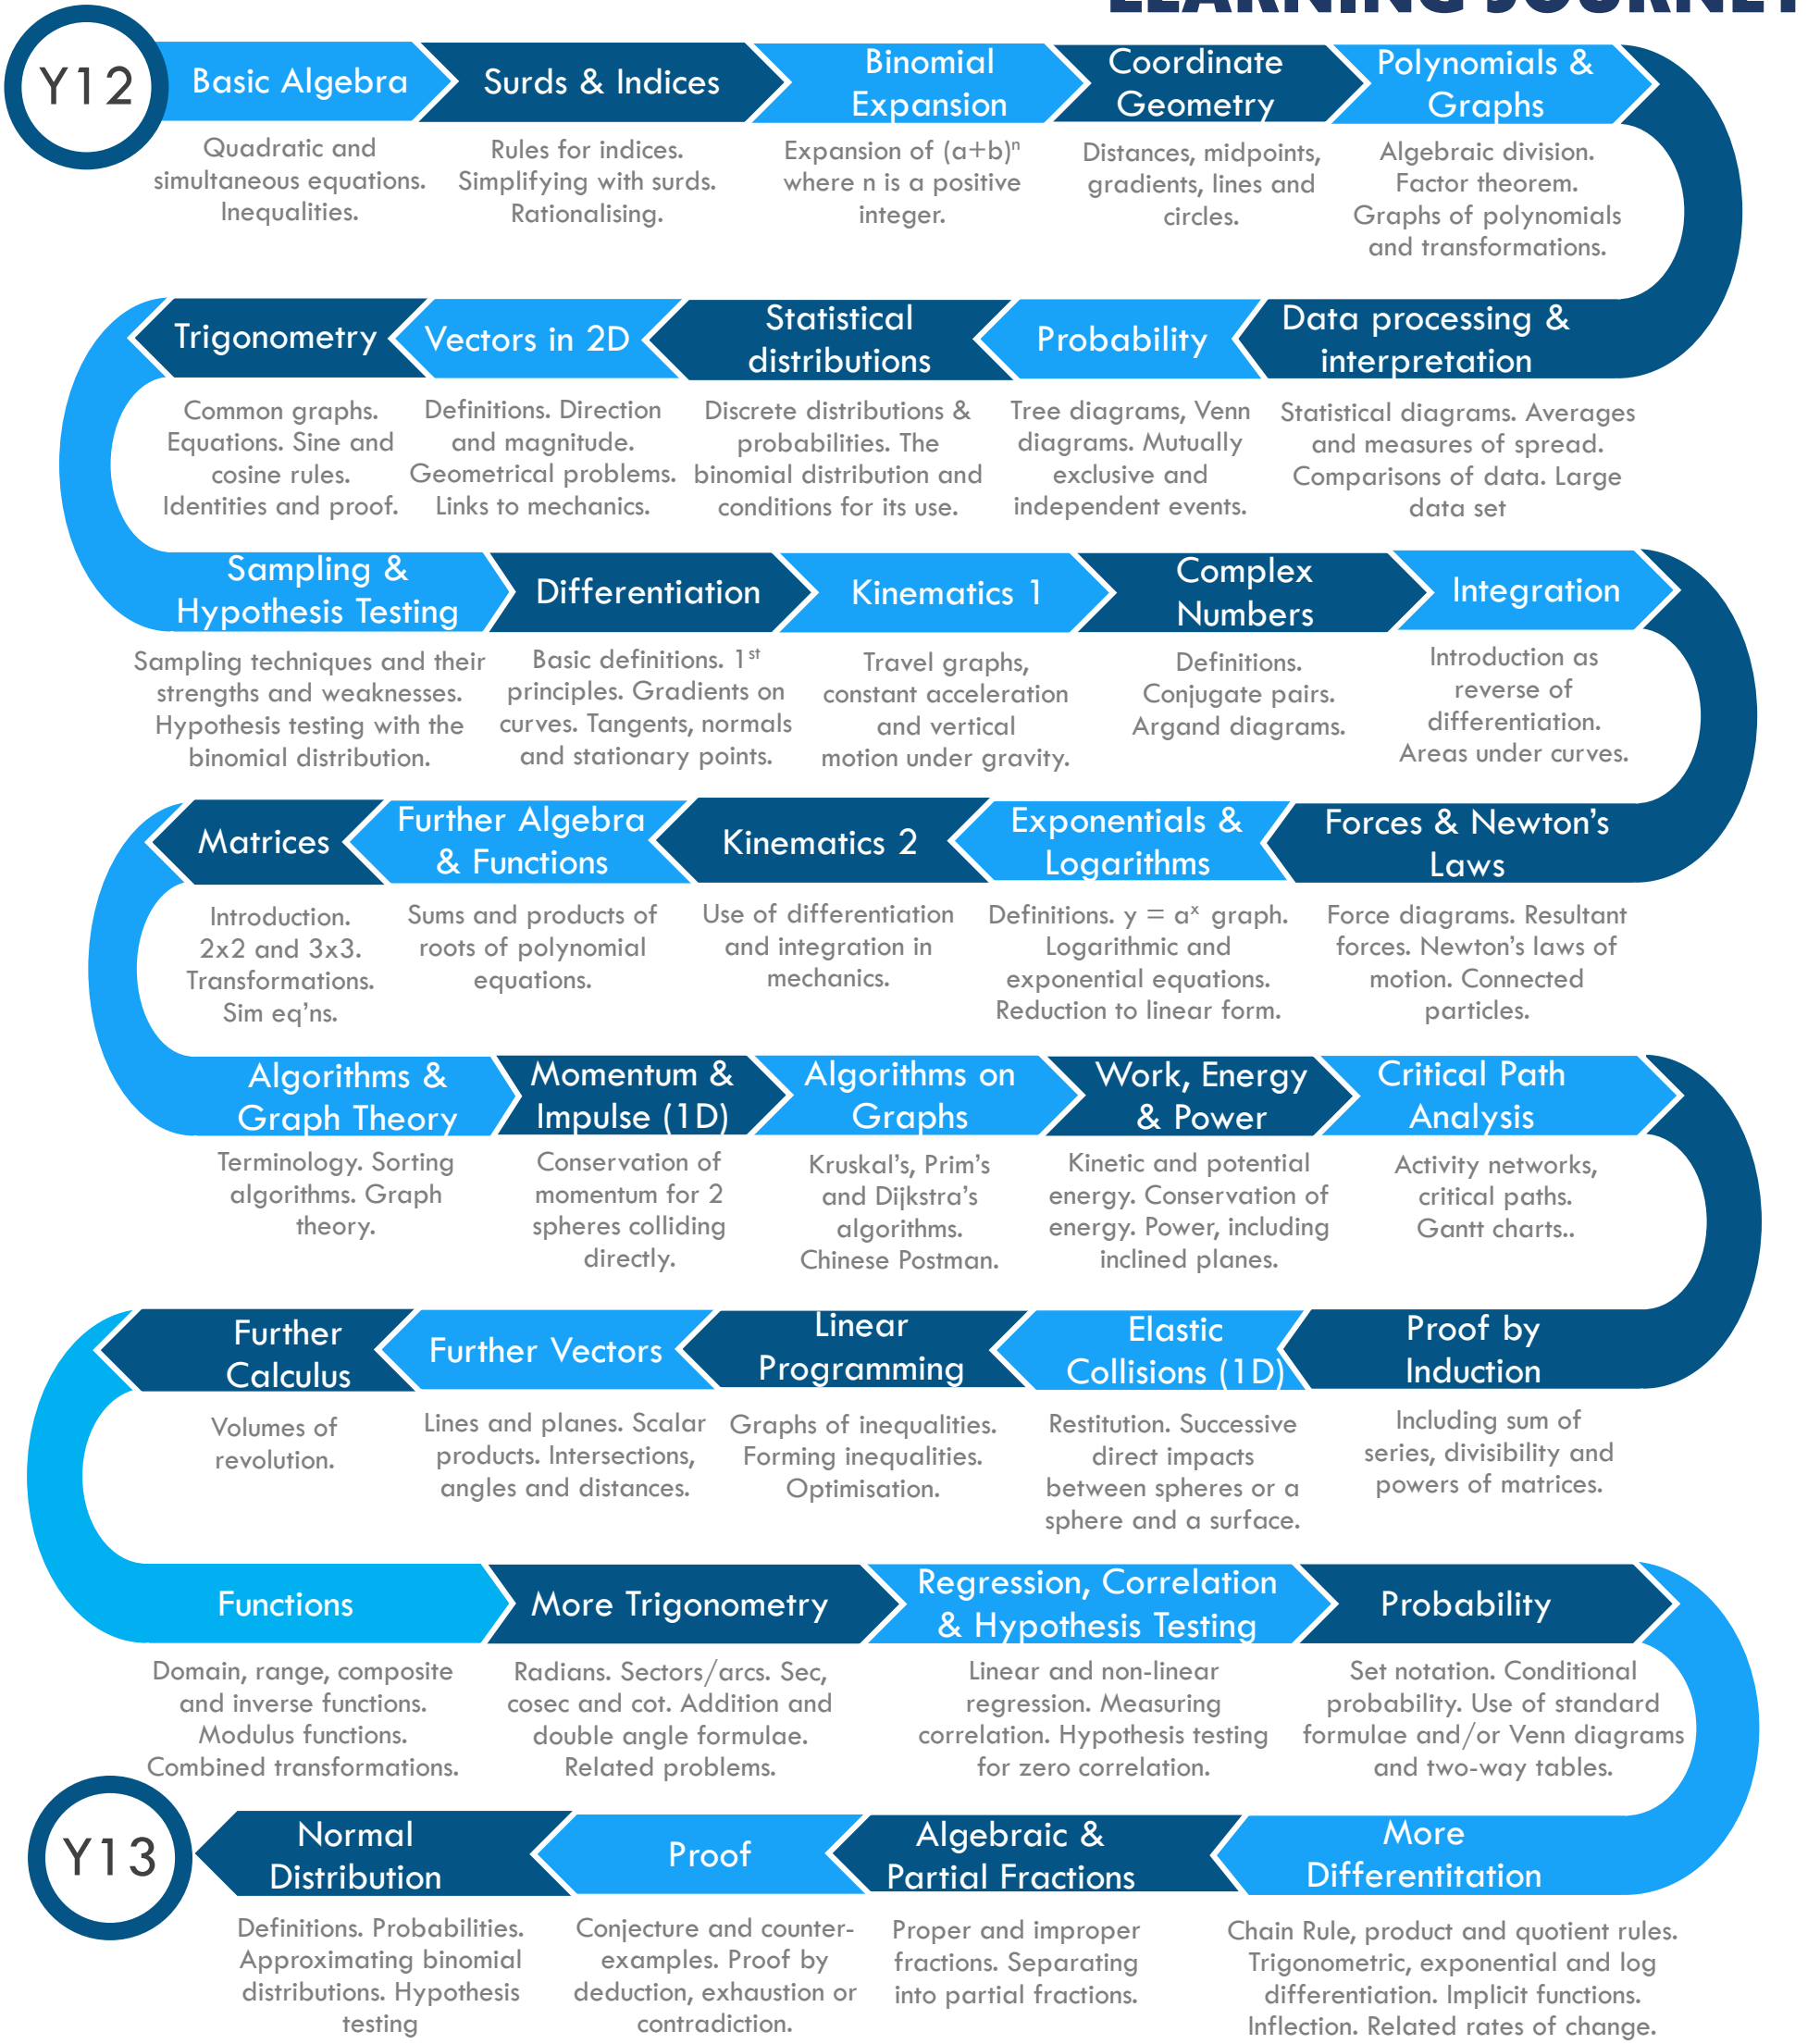 LEARNING JOURNEY
Y12
Basic Algebra
Quadratic and
simultaneous equations.
Inequalities.
Surds & Indices
Rules for indices.
Simplifying with surds.
Rationalising.
Binomial
Expansion
Expansion of (a+b)ⁿ
where n is a positive
integer.
Coordinate
Geometry
Distances, midpoints,
gradients, lines and
circles.
Polynomials &
Graphs
Algebraic division.
Factor theorem.
Graphs of polynomials
and transformations.
Data processing &
interpretation
Statistical diagrams. Averages
and measures of spread.
Comparisons of data. Large
data set
Probability
Tree diagrams, Venn
diagrams. Mutually
exclusive and
independent events.
Statistical
distributions
Discrete distributions &
probabilities. The
binomial distribution and
conditions for its use.
Vectors in 2D
Definitions. Direction
and magnitude.
Geometrical problems.
Links to mechanics.
Trigonometry
Common graphs.
Equations. Sine and
cosine rules.
Identities and proof.
Sampling &
Hypothesis Testing
Sampling techniques and their
strengths and weaknesses.
Hypothesis testing with the
binomial distribution.
Differentiation
Basic definitions. 1ˢᵗ
principles. Gradients on
curves. Tangents, normals
and stationary points.
Kinematics 1
Travel graphs,
constant acceleration
and vertical
motion under gravity.
Complex
Numbers
Definitions.
Conjugate pairs.
Argand diagrams.
Integration
Introduction as
reverse of
differentiation.
Areas under curves.
Forces & Newton's
Laws
Force diagrams. Resultant
forces. Newton's laws of
motion. Connected
particles.
Exponentials &
Logarithms
Definitions. y = aˣ graph.
Logarithmic and
exponential equations.
Reduction to linear form.
Kinematics 2
Use of differentiation
and integration in
mechanics.
Further Algebra
& Functions
Sums and products of
roots of polynomial
equations.
Matrices
Introduction.
2x2 and 3x3.
Transformations.
Sim eq'ns.
Algorithms &
Graph Theory
Terminology. Sorting
algorithms. Graph
theory.
Momentum &
Impulse (1D)
Conservation of
momentum for 2
spheres colliding
directly.
Algorithms on
Graphs
Kruskal's, Prim's
and Dijkstra's
algorithms.
Chinese Postman.
Work, Energy
& Power
Kinetic and potential
energy. Conservation of
energy. Power, including
inclined planes.
Critical Path
Analysis
Activity networks,
critical paths.
Gantt charts..
Proof by
Induction
Including sum of
series, divisibility and
powers of matrices.
Elastic
Collisions (1D)
Restitution. Successive
direct impacts
between spheres or a
sphere and a surface.
Linear
Programming
Graphs of inequalities.
Forming inequalities.
Optimisation.
Further Vectors
Lines and planes. Scalar
products. Intersections,
angles and distances.
Further
Calculus
Volumes of
revolution.
Functions
Domain, range, composite
and inverse functions.
Modulus functions.
Combined transformations.
More Trigonometry
Radians. Sectors/arcs. Sec,
cosec and cot. Addition and
double angle formulae.
Related problems.
Regression, Correlation
& Hypothesis Testing
Linear and non-linear
regression. Measuring
correlation. Hypothesis testing
for zero correlation.
Probability
Set notation. Conditional
probability. Use of standard
formulae and/or Venn diagrams
and two-way tables.
More
Differentitation
Chain Rule, product and quotient rules.
Trigonometric, exponential and log
differentiation. Implicit functions.
Inflection. Related rates of change.
Algebraic &
Partial Fractions
Proper and improper
fractions. Separating
into partial fractions.
Proof
Conjecture and counter-
examples. Proof by
deduction, exhaustion or
contradiction.
Normal
Distribution
Definitions. Probabilities.
Approximating binomial
distributions. Hypothesis
testing
Y13